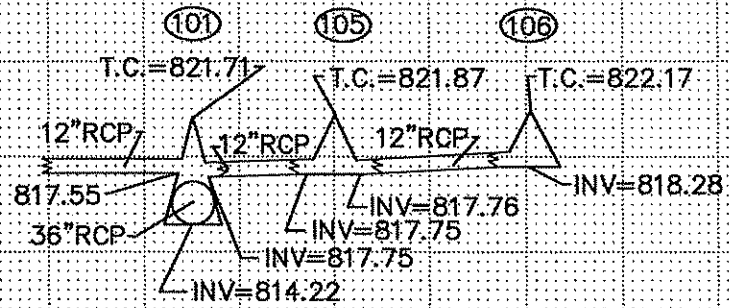 101
105
106
T.C.=821.71
T.C.=821.87
T.C.=822.17
12"RCP
12"RCP
12"RCP
817.55
INV=818.28
INV=817.76
36"RCP
INV=817.75
INV=817.75
INV=814.22